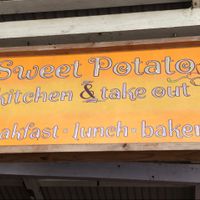 Sweet Potato
kitchen & take out
akfast · lunch · baker